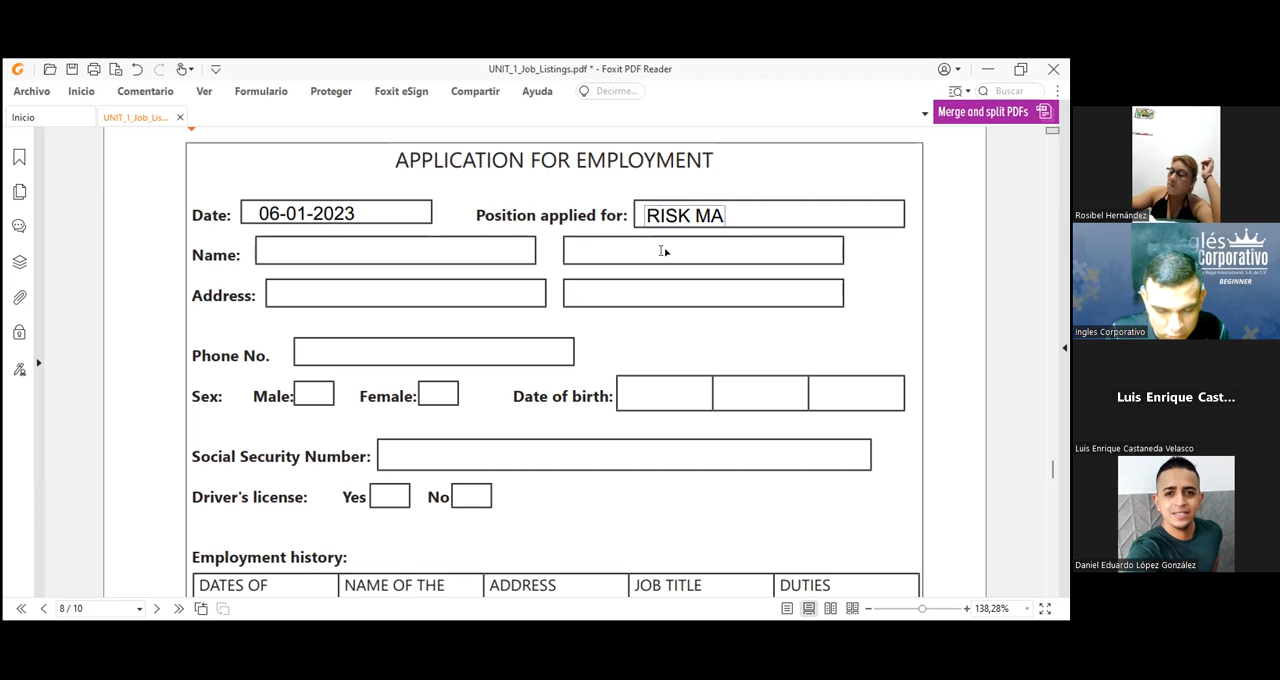 UNIT_1_Job_Listings.pdf * - Foxit PDF Reader
Archivo Inicio Comentario Ver Formulario Proteger Foxit eSign Compartir Ayuda Decirme... Buscar
Inicio UNIT_1_Job_Lis... Merge and split PDFs
APPLICATION FOR EMPLOYMENT
Date: 06-01-2023 Position applied for: RISK MA
Name:
Address:
Phone No.
Sex: Male: Female: Date of birth:
Social Security Number:
Driver's license: Yes No
Employment history:
DATES OF NAME OF THE ADDRESS JOB TITLE DUTIES
8 / 10 138,28%
Rosibel Hernández
glés
Corporativo
Regal International, S.A. de C.V.
BEGINNER
Ingles Corporativo
Luis Enrique Cast...
Luis Enrique Castaneda Velasco
Daniel Eduardo López González